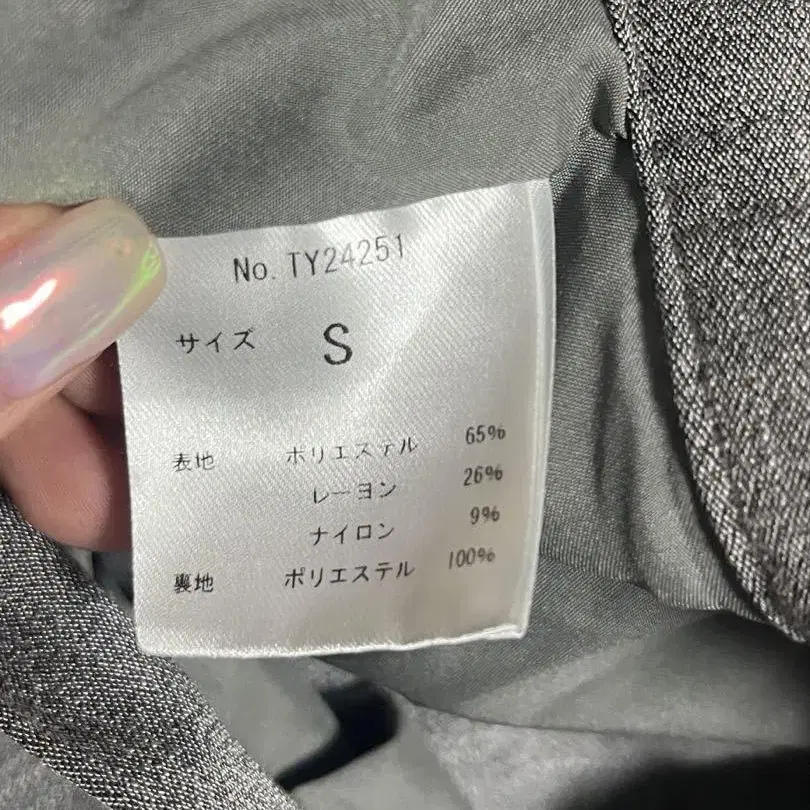 No. TY24251
サイズ S
表地 ポリエステル 65%
レーヨン 26%
ナイロン 9%
裏地 ポリエステル 100%